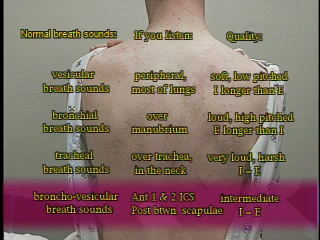 Normal breath sounds: If you listen: Quality:
vesicular peripheral, soft, low pitched
breath sounds most of lungs I longer than E
bronchial over loud, high pitched
breath sounds manubrium E longer than I
tracheal over trachea, very loud, harsh
breath sounds in the neck I - E
broncho-vesicular Ant 1 & 2 ICS intermediate
breath sounds Post btwn scapulae I - E